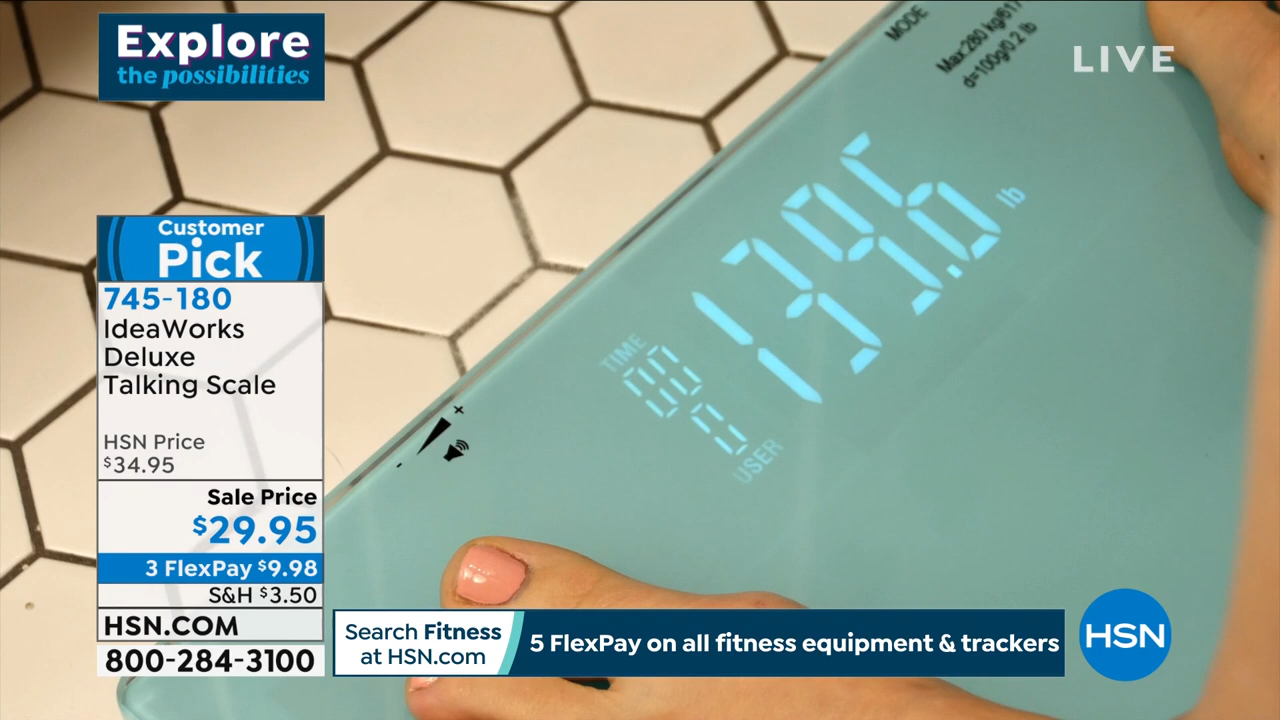 Explore
the possibilities
LIVE
MODE
Max:280 kg/617
d=100g/0.2 lb
139.6 lb
TIME
USER
+
-
Customer
Pick
745-180
IdeaWorks
Deluxe
Talking Scale
HSN Price
$34.95
Sale Price
$29.95
3 FlexPay $9.98
S&H $3.50
HSN.COM
800-284-3100
Search Fitness
at HSN.com
5 FlexPay on all fitness equipment & trackers
HSN